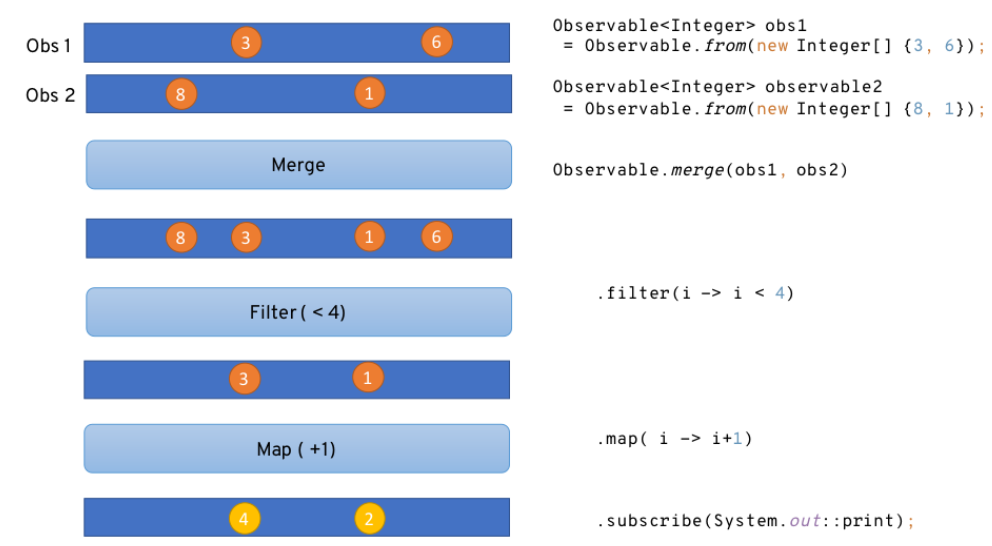 Obs 1
3 6
Observable<Integer> obs1
= Observable.from(new Integer[] {3, 6});
Obs 2
8 1
Observable<Integer> observable2
= Observable.from(new Integer[] {8, 1});
Merge
Observable.merge(obs1, obs2)
8 3 1 6
Filter ( < 4)
.filter(i -> i < 4)
3 1
Map ( +1)
.map( i -> i+1)
4 2
.subscribe(System.out::print);